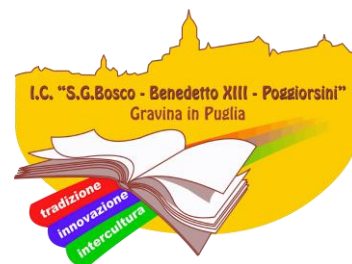 I.C. "S.G.Bosco - Benedetto XIII - Poggiorsini"
Gravina in Puglia
tradizione
innovazione
intercultura